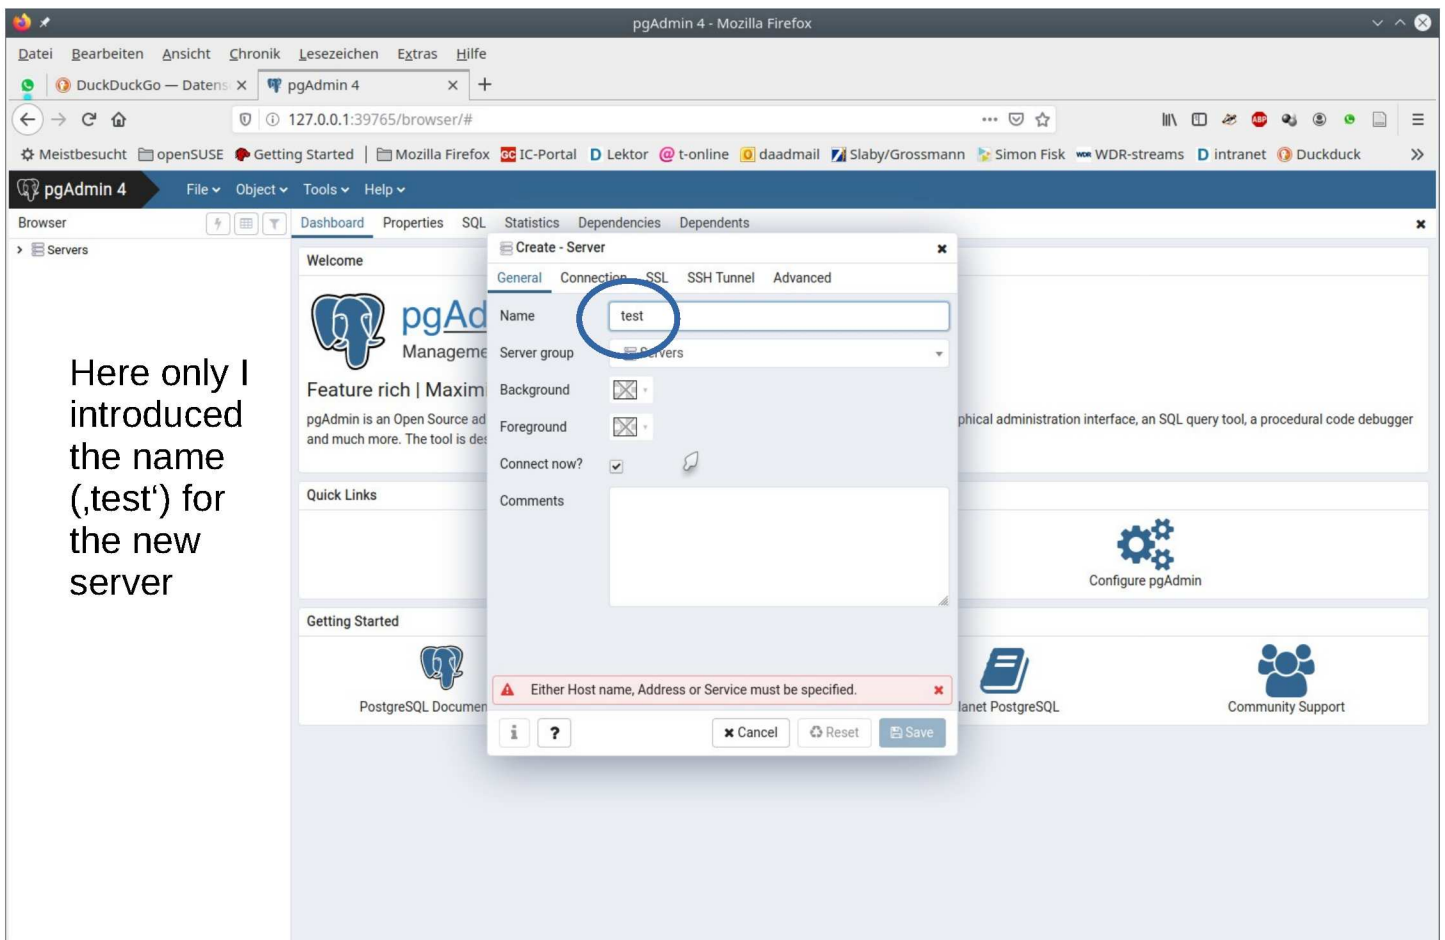 pgAdmin 4 - Mozilla Firefox
Datei Bearbeiten Ansicht Chronik Lesezeichen Extras Hilfe
DuckDuckGo — Datens
pgAdmin 4
127.0.0.1:39765/browser/#
ABP
Meistbesucht openSUSE Getting Started Mozilla Firefox GC IC-Portal D Lektor @ t-online O daadmail Slaby/Grossmann Simon Fisk WDR WDR-streams D intranet Duckduck
pgAdmin 4 File Object Tools Help
Browser
Dashboard Properties SQL Statistics Dependencies Dependents
Servers
Welcome
pgAd
Manageme
Feature rich | Maxim
pgAdmin is an Open Source ad
phical administration interface, an SQL query tool, a procedural code debugger
and much more. The tool is des
Quick Links
Configure pgAdmin
Getting Started
PostgreSQL Documen
lanet PostgreSQL
Community Support
Create - Server
General Connection SSL SSH Tunnel Advanced
Name test
Server group Servers
Background
Foreground
Connect now?
Comments
Either Host name, Address or Service must be specified.
i ? Cancel Reset Save
Here only I
introduced
the name
(‚test‘) for
the new
server